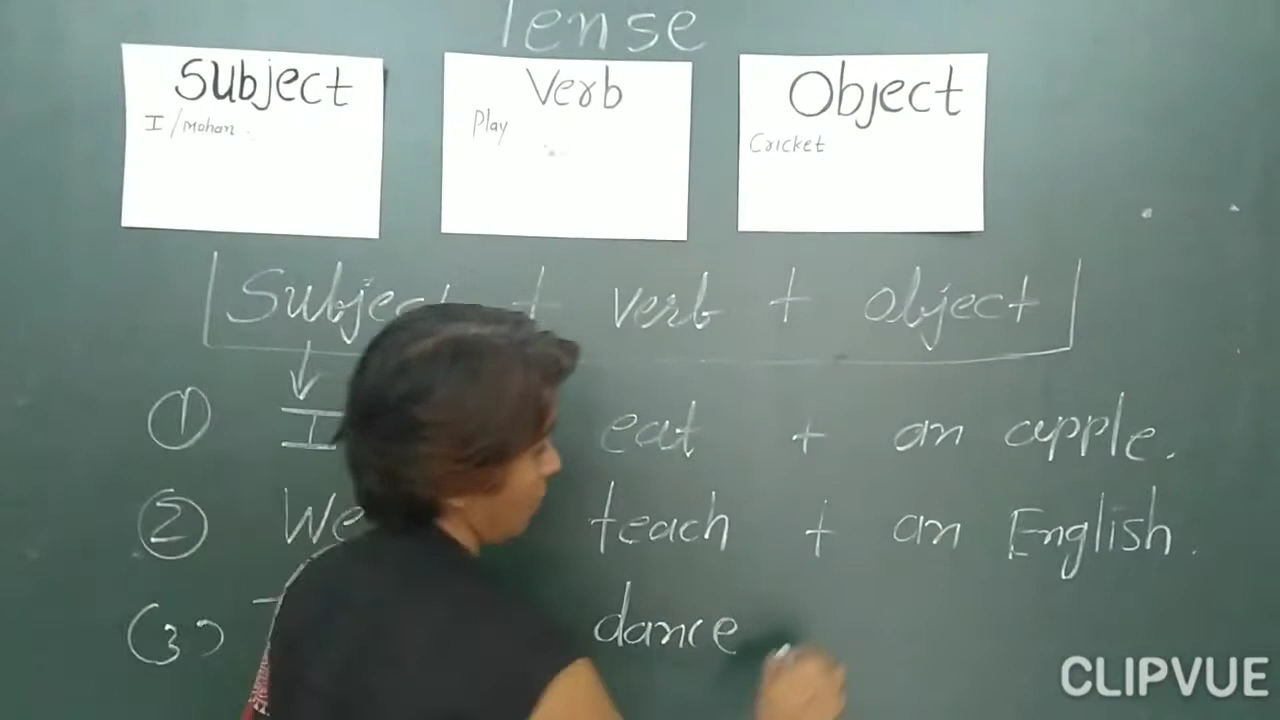 Tense
Subject
I / Mohan
Verb
Play
Object
Cricket
Subject + verb + object
① I eat + an apple.
② We teach + an English.
(3) dance
CLIPVUE